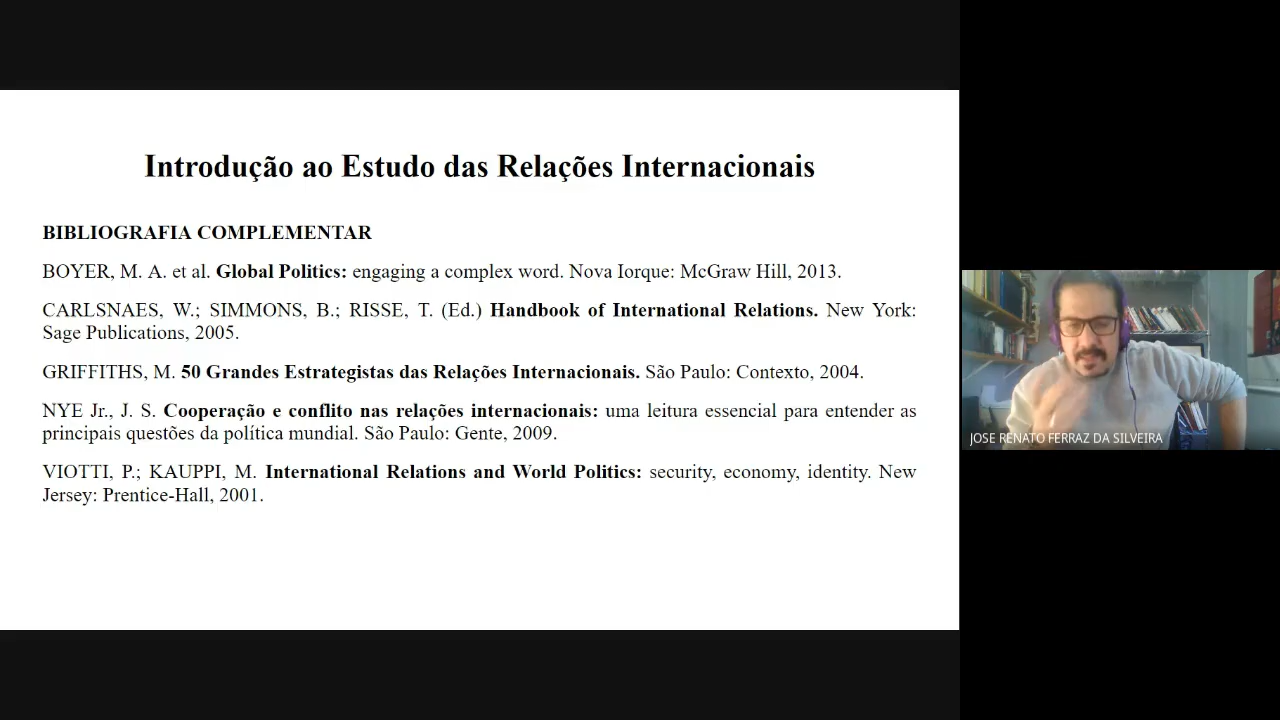 Introdução ao Estudo das Relações Internacionais
BIBLIOGRAFIA COMPLEMENTAR
BOYER, M. A. et al. Global Politics: engaging a complex word. Nova Iorque: McGraw Hill, 2013.
CARLSNAES, W.; SIMMONS, B.; RISSE, T. (Ed.) Handbook of International Relations. New York:
Sage Publications, 2005.
GRIFFITHS, M. 50 Grandes Estrategistas das Relações Internacionais. São Paulo: Contexto, 2004.
NYE Jr., J. S. Cooperação e conflito nas relações internacionais: uma leitura essencial para entender as
principais questões da política mundial. São Paulo: Gente, 2009.
VIOTTI, P.; KAUPPI, M. International Relations and World Politics: security, economy, identity. New
Jersey: Prentice-Hall, 2001.
JOSE RENATO FERRAZ DA SILVEIRA